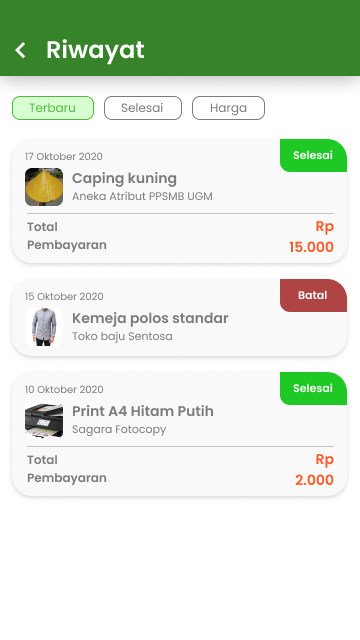 Riwayat
Terbaru
Selesai
Harga
17 Oktober 2020
Selesai
Caping kuning
Aneka Atribut PPSMB UGM
Total
Pembayaran
Rp
15.000
15 Oktober 2020
Batal
Kemeja polos standar
Toko baju Sentosa
10 Oktober 2020
Selesai
Print A4 Hitam Putih
Sagara Fotocopy
Total
Pembayaran
Rp
2.000